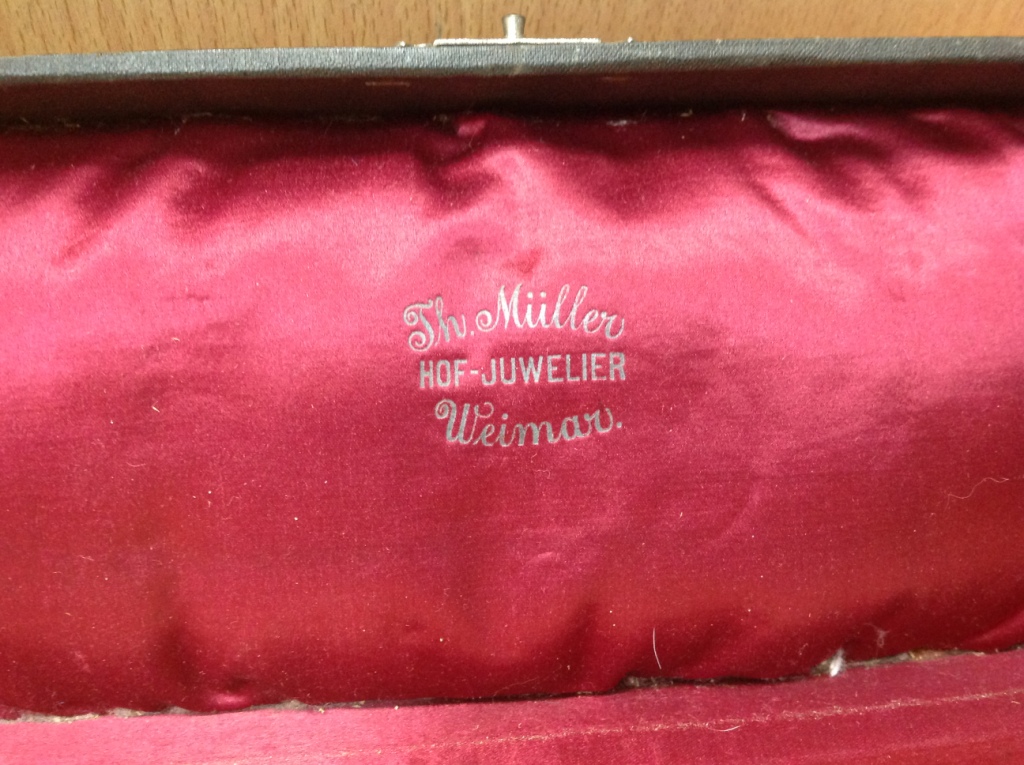 Th. Müller
HOF-JUWELIER
Weimar.